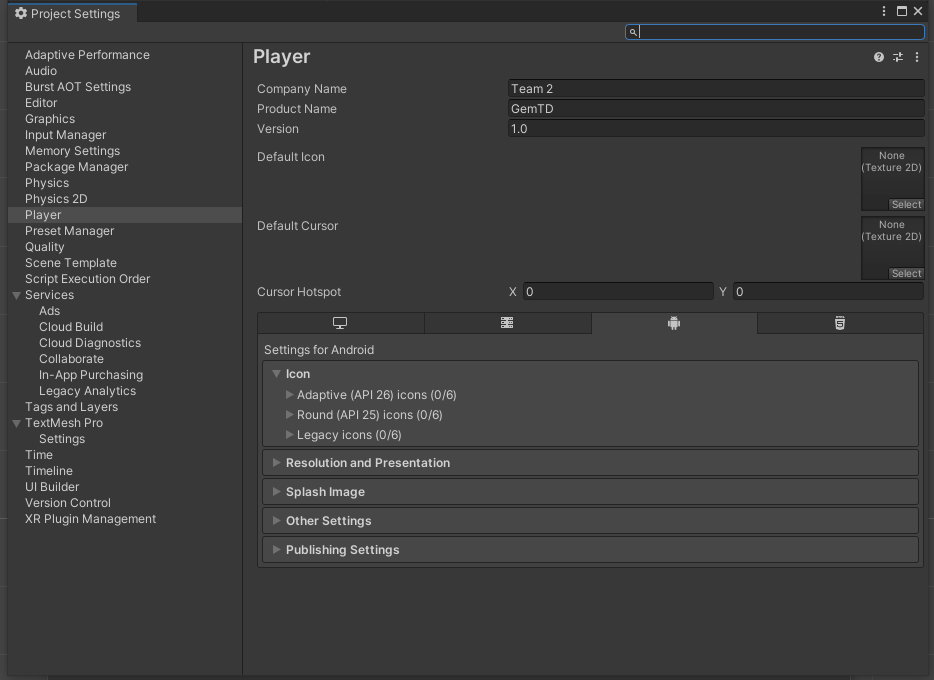 Project Settings
Adaptive Performance
Audio
Burst AOT Settings
Editor
Graphics
Input Manager
Memory Settings
Package Manager
Physics
Physics 2D
Player
Preset Manager
Quality
Scene Template
Script Execution Order
Services
Ads
Cloud Build
Cloud Diagnostics
Collaborate
In-App Purchasing
Legacy Analytics
Tags and Layers
TextMesh Pro
Settings
Time
Timeline
UI Builder
Version Control
XR Plugin Management
Player
Company Name Team 2
Product Name GemTD
Version 1.0
Default Icon
None
(Texture 2D)
Select
Default Cursor
None
(Texture 2D)
Select
Cursor Hotspot X 0 Y 0
Settings for Android
Icon
Adaptive (API 26) icons (0/6)
Round (API 25) icons (0/6)
Legacy icons (0/6)
Resolution and Presentation
Splash Image
Other Settings
Publishing Settings